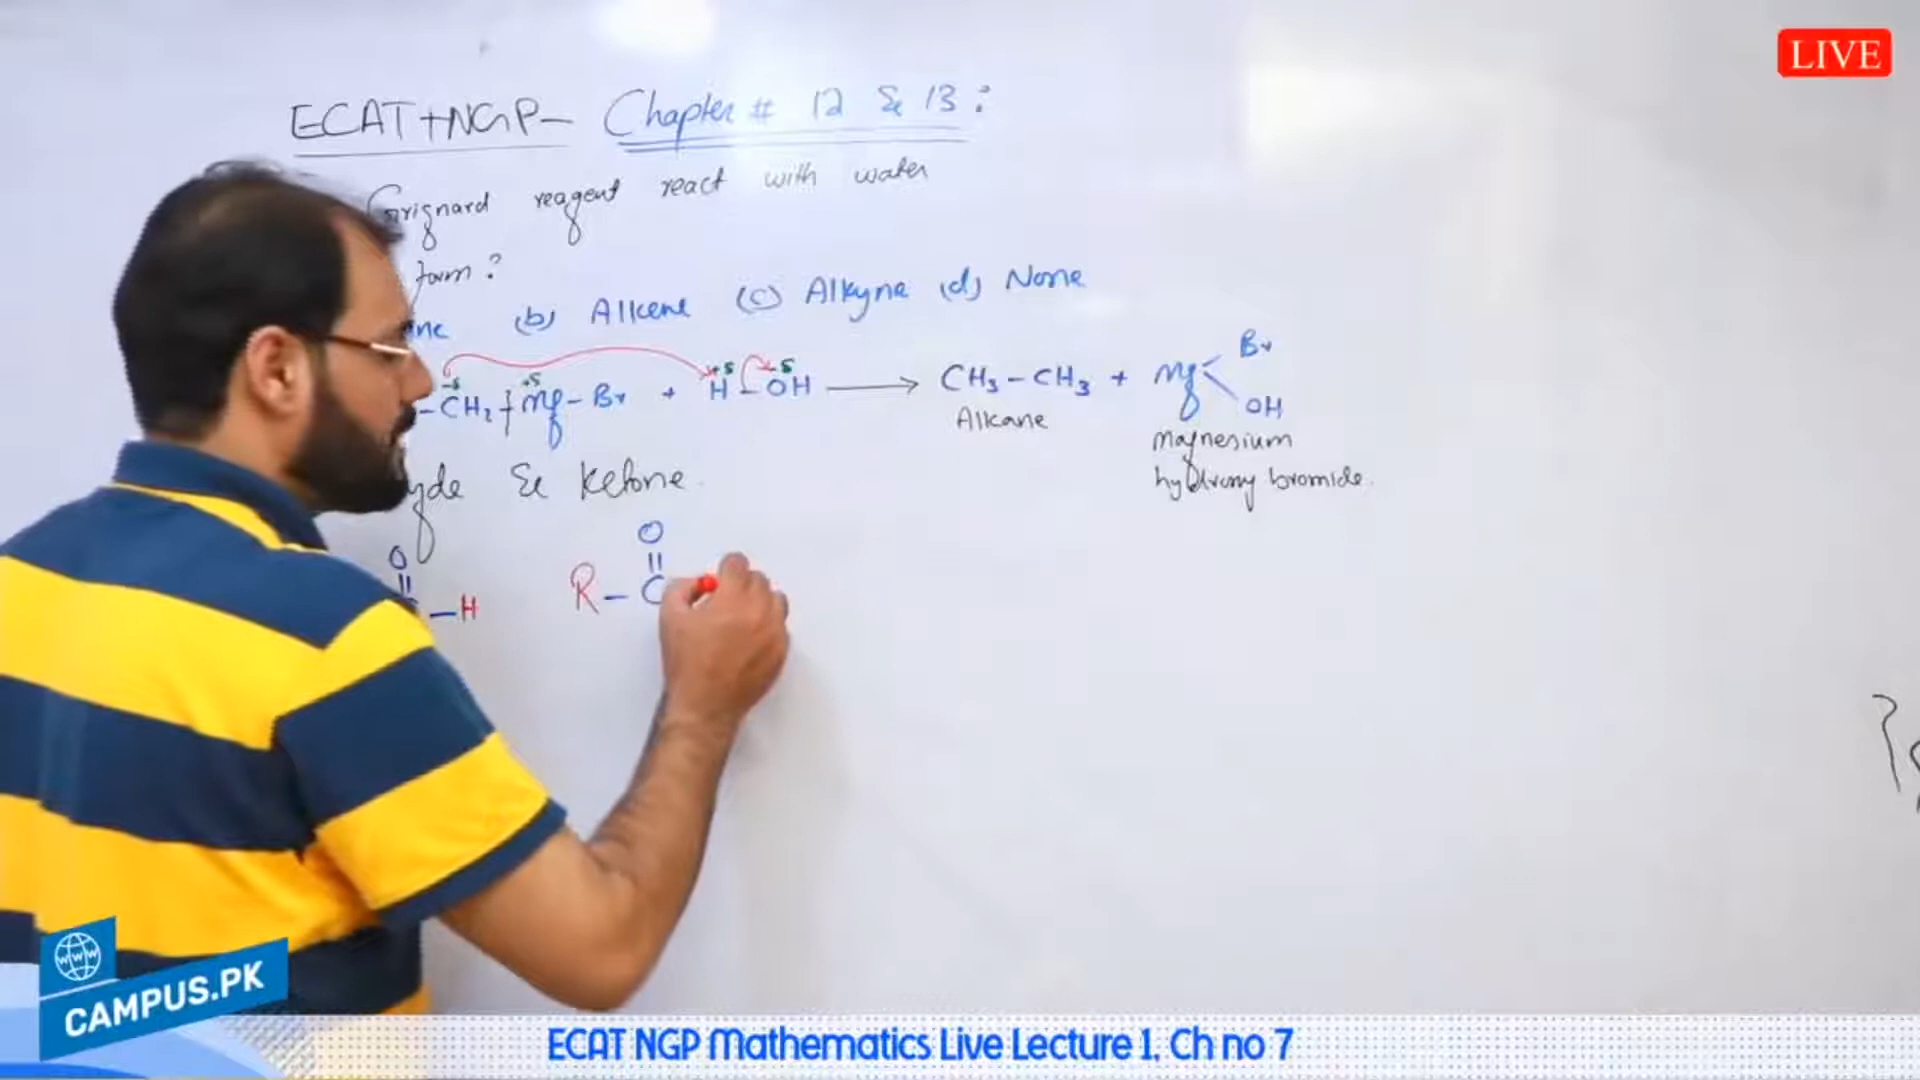 LIVE
ECAT+NGP- Chapter # 12 & 13:
Grignard reagent react with water
form?
(b) Alkene (c) Alkyne (d) None
-CH₂ Mg-Br + H-OH → CH₃-CH₃ + Mg Br OH
-δ +δ +δ -δ
Alkane
magnesium
hydroxy bromide.
& Ketone.
O O
-H R-C
WWW
CAMPUS.PK
ECAT NGP Mathematics Live Lecture 1, Ch no 7